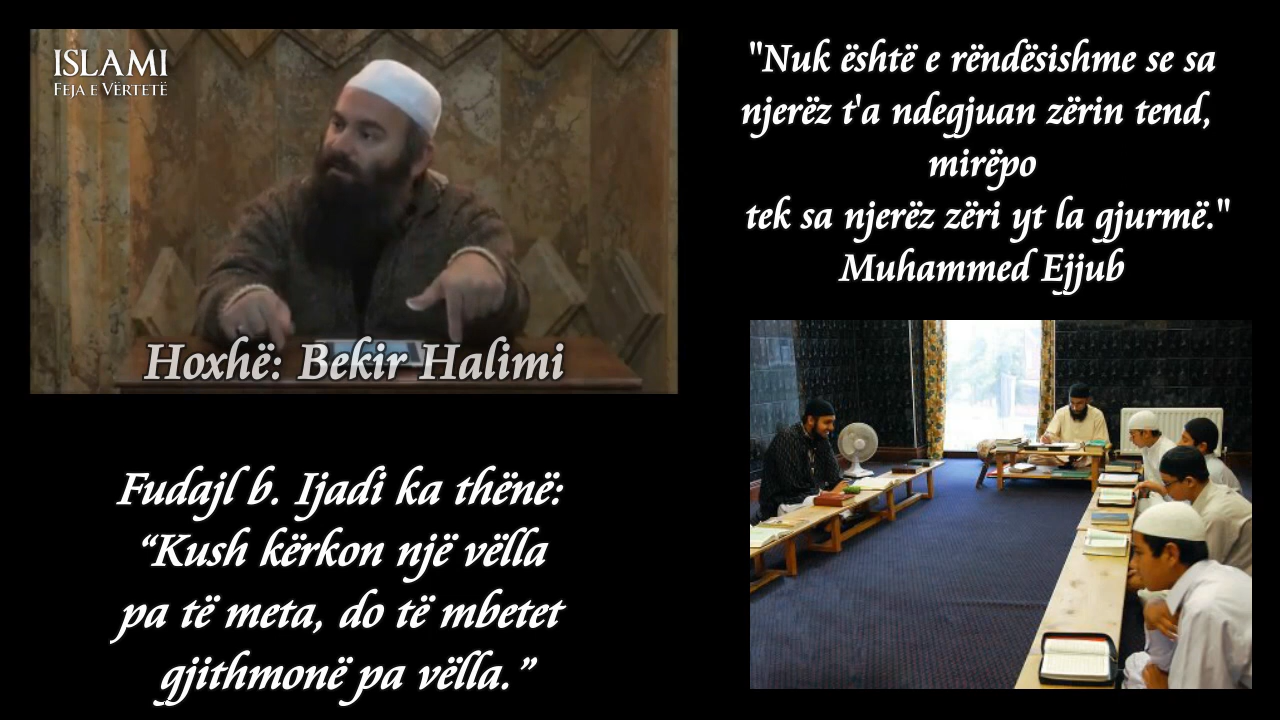 ISLAMI
FEJA E VËRTETË
Hoxhë: Bekir Halimi
"Nuk është e rëndësishme se sa
njerëz t'a ndegjuan zërin tend,
mirëpo
tek sa njerëz zëri yt la gjurmë."
Muhammed Ejjub
Fudajl b. Ijadi ka thënë:
“Kush kërkon një vëlla
pa të meta, do të mbetet
gjithmonë pa vëlla.”